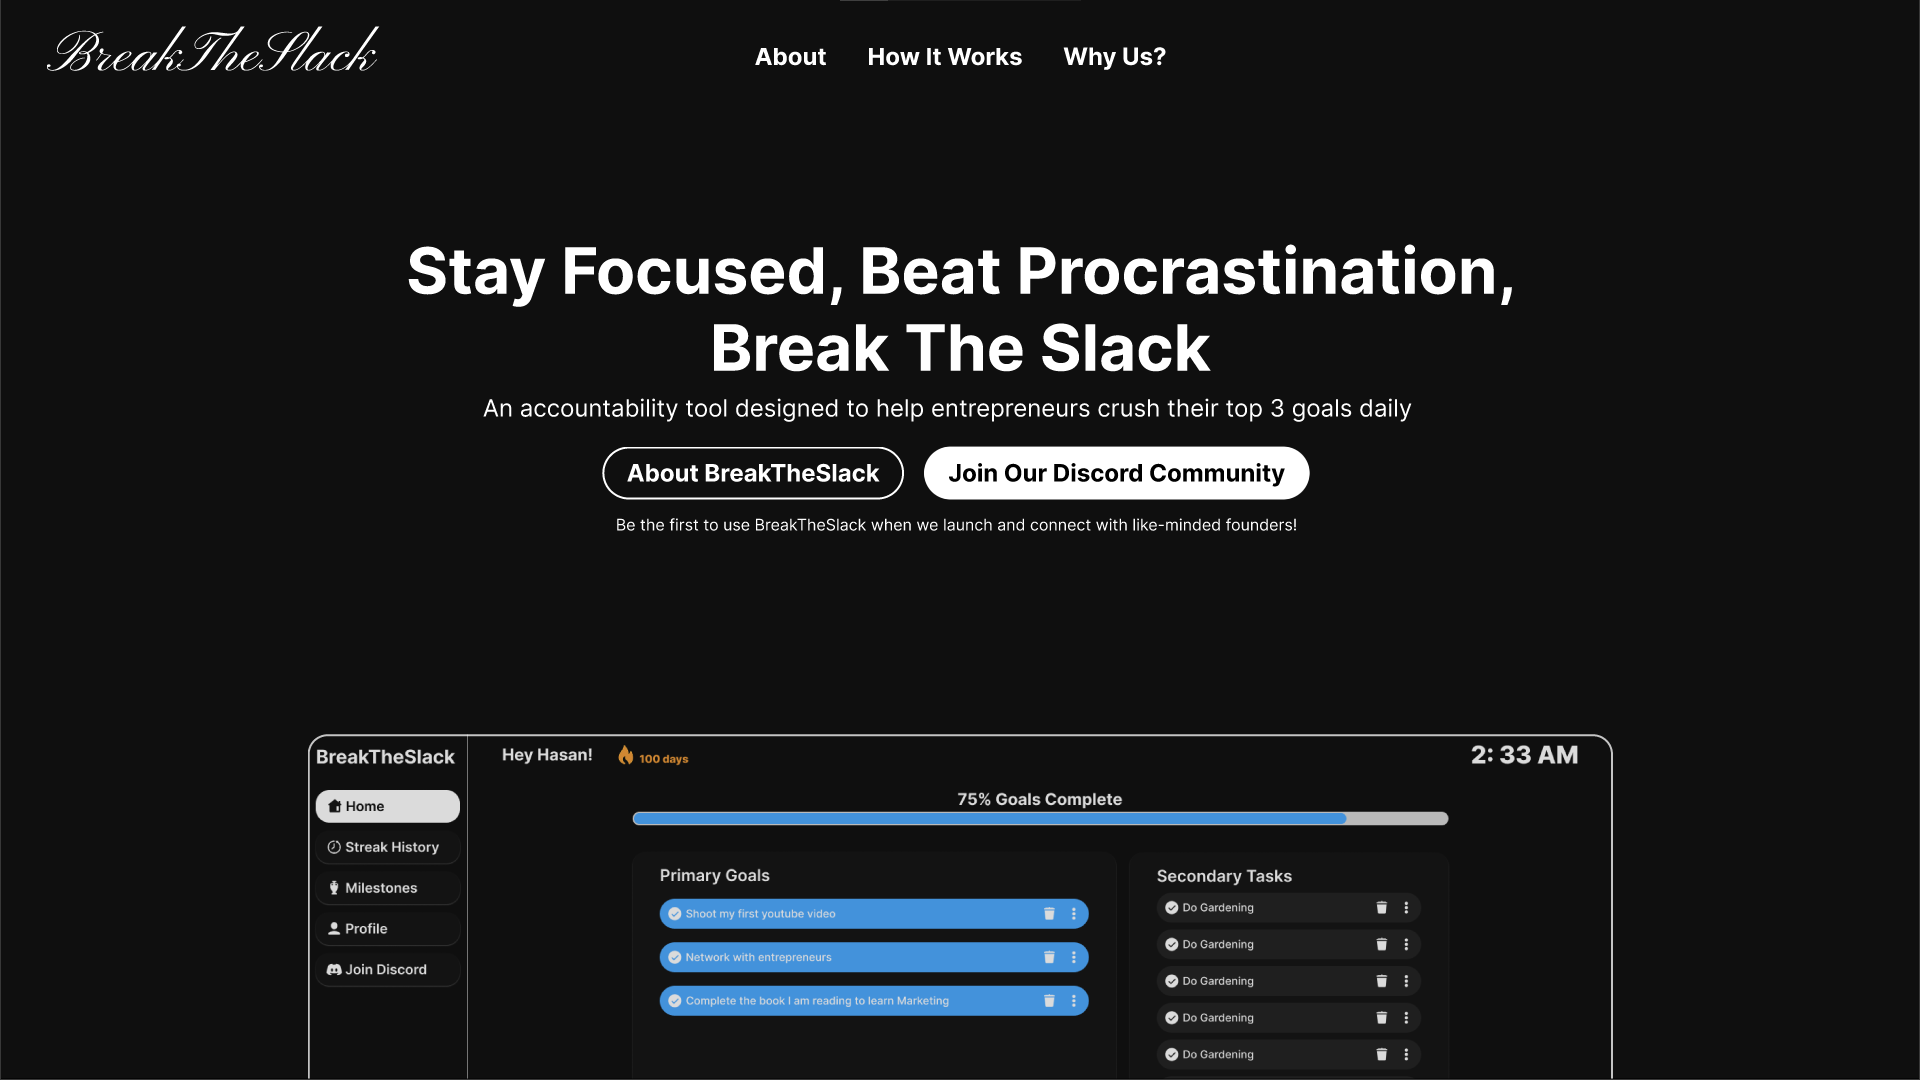 BreakTheSlack
About How It Works Why Us?
Stay Focused, Beat Procrastination,
Break The Slack
An accountability tool designed to help entrepreneurs crush their top 3 goals daily
About BreakTheSlack
Join Our Discord Community
Be the first to use BreakTheSlack when we launch and connect with like-minded founders!
BreakTheSlack
Home
Streak History
Milestones
Profile
Join Discord
Hey Hasan!
100 days
2: 33 AM
75% Goals Complete
Primary Goals
Shoot my first youtube video
Network with entrepreneurs
Complete the book I am reading to learn Marketing
Secondary Tasks
Do Gardening
Do Gardening
Do Gardening
Do Gardening
Do Gardening